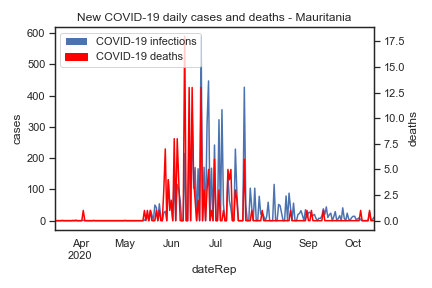 New COVID-19 daily cases and deaths - Mauritania
COVID-19 infections
COVID-19 deaths
600
500
400
300
200
100
0
cases
17.5
15.0
12.5
10.0
7.5
5.0
2.5
0.0
deaths
Apr May Jun Jul Aug Sep Oct
2020
dateRep